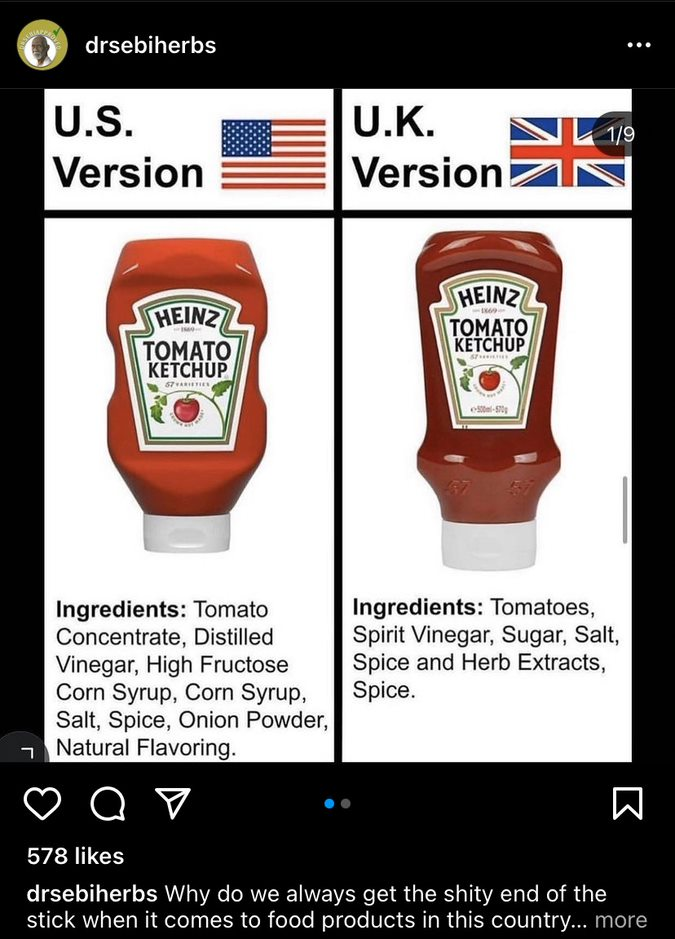 drsebiherbs
U.S.
Version
U.K.
Version
1/9
HEINZ
1869
TOMATO
KETCHUP
57 VARIETIES
HEINZ
1869
TOMATO
KETCHUP
57 VARIETIES
e500ml-570g
57 57
Ingredients: Tomato
Concentrate, Distilled
Vinegar, High Fructose
Corn Syrup, Corn Syrup,
Salt, Spice, Onion Powder,
Natural Flavoring.
Ingredients: Tomatoes,
Spirit Vinegar, Sugar, Salt,
Spice and Herb Extracts,
Spice.
578 likes
drsebiherbs Why do we always get the shity end of the
stick when it comes to food products in this country... more